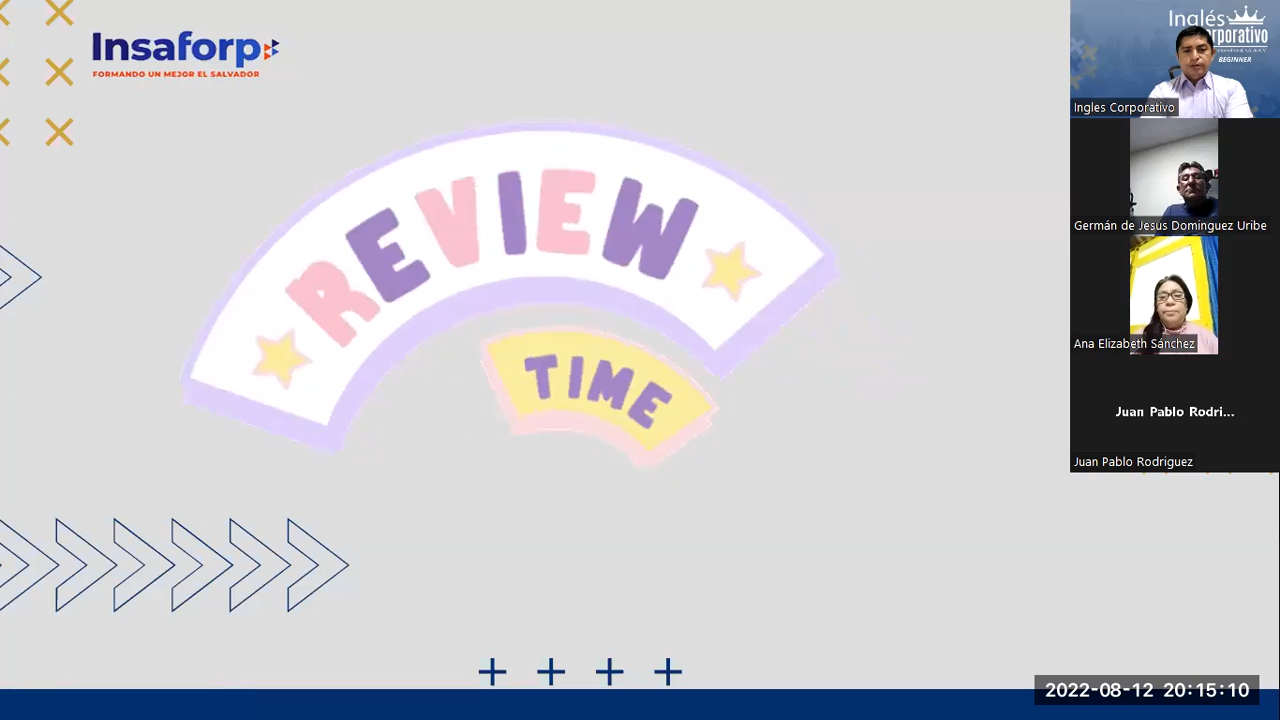 Insaforp
FORMANDO UN MEJOR EL SALVADOR
REVIEW
TIME
Inglés
Corporativo
BEGINNER
Ingles Corporativo
Germán de Jesus Dominguez Uribe
Ana Elizabeth Sánchez
Juan Pablo Rodri...
Juan Pablo Rodriguez
2022-08-12 20:15:10